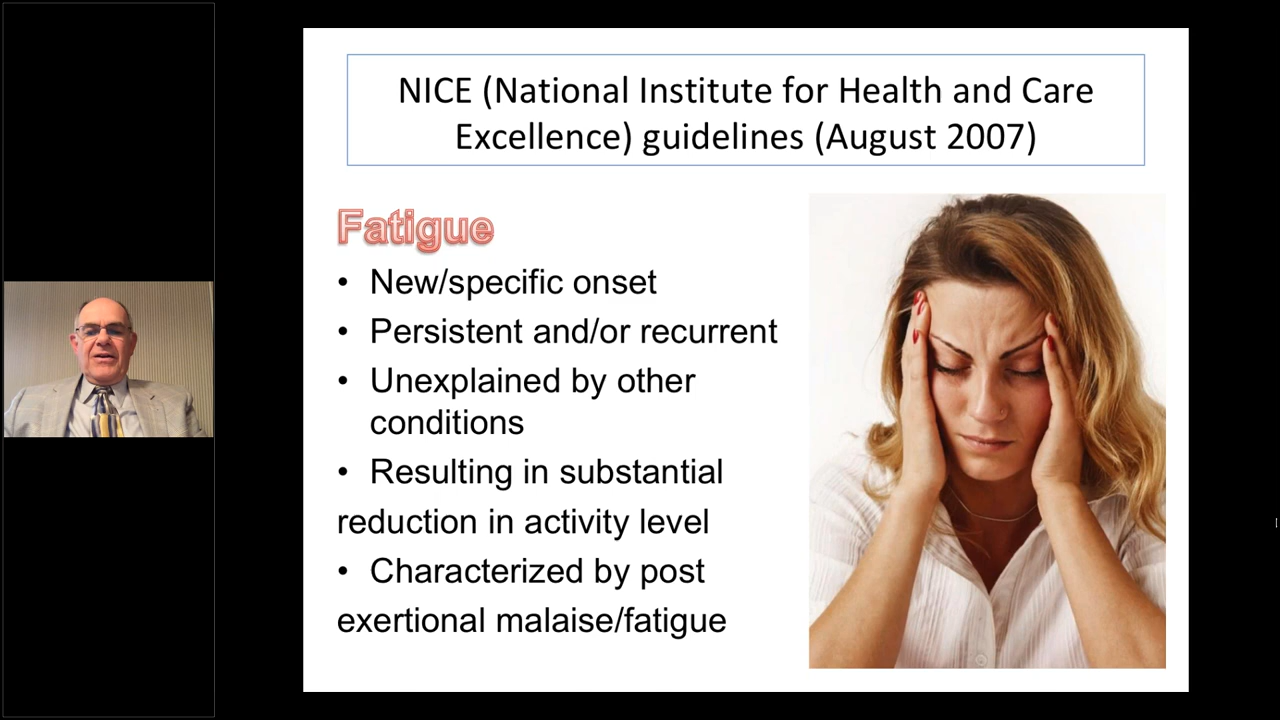 NICE (National Institute for Health and Care
Excellence) guidelines (August 2007)
Fatigue
• New/specific onset
• Persistent and/or recurrent
• Unexplained by other
conditions
• Resulting in substantial
reduction in activity level
• Characterized by post
exertional malaise/fatigue